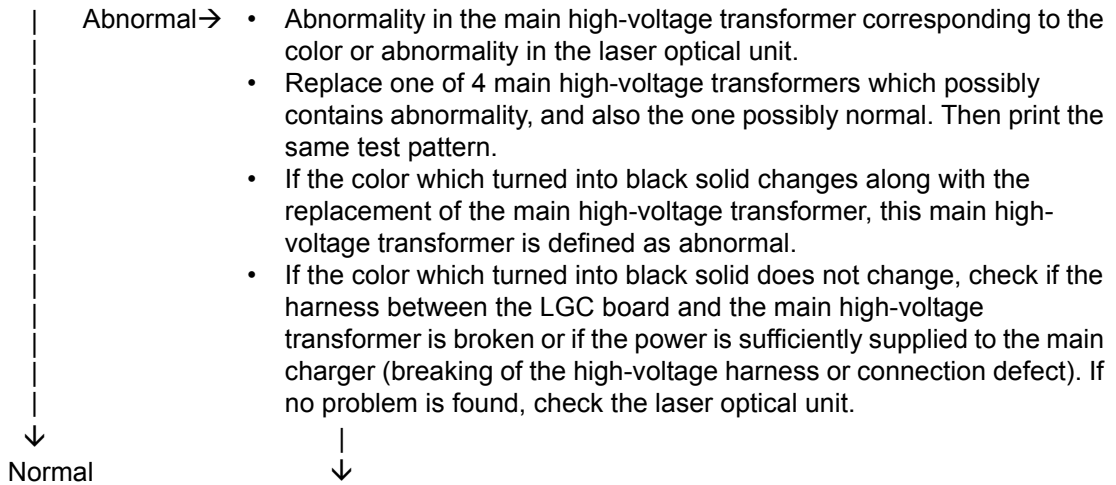 Abnormal→ • Abnormality in the main high-voltage transformer corresponding to the
color or abnormality in the laser optical unit.
• Replace one of 4 main high-voltage transformers which possibly
contains abnormality, and also the one possibly normal. Then print the
same test pattern.
• If the color which turned into black solid changes along with the
replacement of the main high-voltage transformer, this main high-
voltage transformer is defined as abnormal.
• If the color which turned into black solid does not change, check if the
harness between the LGC board and the main high-voltage
transformer is broken or if the power is sufficiently supplied to the main
charger (breaking of the high-voltage harness or connection defect). If
no problem is found, check the laser optical unit.
Normal